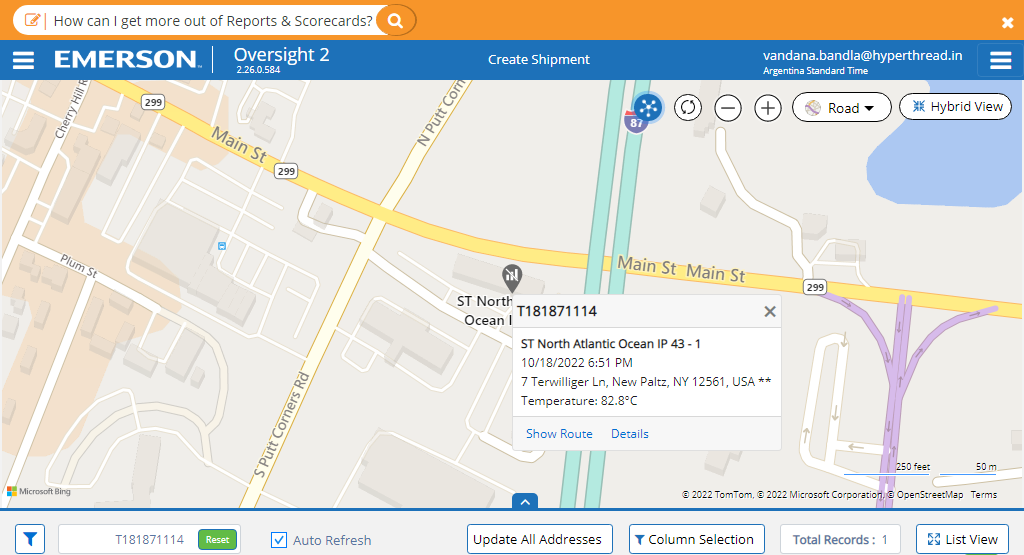 How can I get more out of Reports & Scorecards?
EMERSON
Oversight 2
2.26.0.584
Create Shipment
vandana.bandla@hyperthread.in
Argentina Standard Time
Cherry Hill R
299
Main St
299
N Putt Corn
87
Road
Hybrid View
Plum St
Main St Main St
299
ST North
Ocean I
T181871114
ST North Atlantic Ocean IP 43 - 1
10/18/2022 6:51 PM
7 Terwilliger Ln, New Paltz, NY 12561, USA **
Temperature: 82.8°C
Show Route Details
S Putt Corners Rd
250 feet 50 m
Microsoft Bing
© 2022 TomTom, © 2022 Microsoft Corporation, © OpenStreetMap Terms
T181871114
Reset
Auto Refresh
Update All Addresses
Column Selection
Total Records : 1
List View